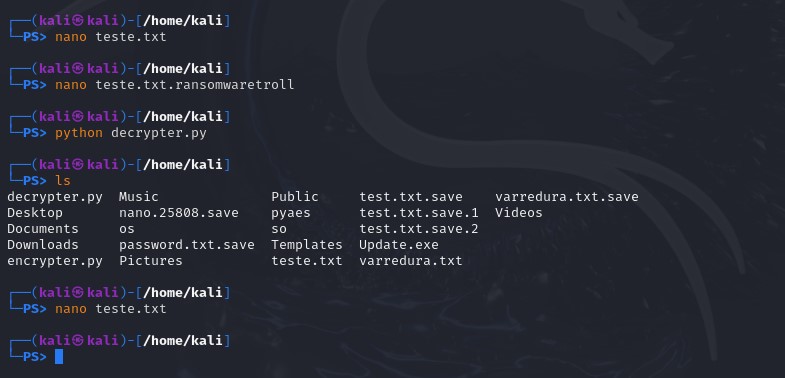 ┌──(kali㉿kali)-[/home/kali]
└─PS> nano teste.txt
┌──(kali㉿kali)-[/home/kali]
└─PS> nano teste.txt.ransomwaretroll
┌──(kali㉿kali)-[/home/kali]
└─PS> python decrypter.py
┌──(kali㉿kali)-[/home/kali]
└─PS> ls
decrypter.py  Music              Public     test.txt.save    varredura.txt.save
Desktop       nano.25808.save    pyaes      test.txt.save.1  Videos
Documents     os                 so         test.txt.save.2
Downloads     password.txt.save  Templates  Update.exe
encrypter.py  Pictures           teste.txt  varredura.txt
┌──(kali㉿kali)-[/home/kali]
└─PS> nano teste.txt
┌──(kali㉿kali)-[/home/kali]
└─PS>